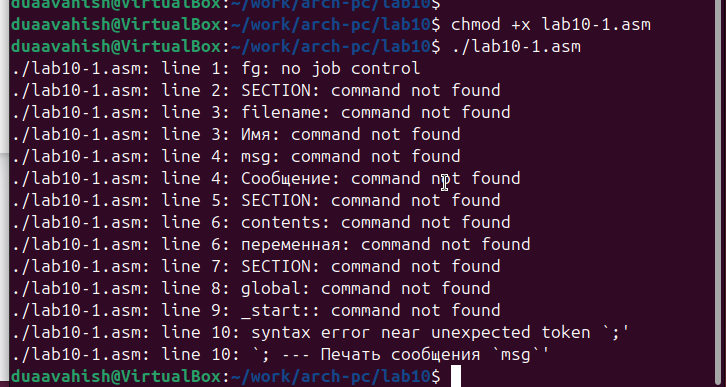 duaavahish@VirtualBox:~/work/arch-pc/lab10$
duaavahish@VirtualBox:~/work/arch-pc/lab10$ chmod +x lab10-1.asm
duaavahish@VirtualBox:~/work/arch-pc/lab10$ ./lab10-1.asm
./lab10-1.asm: line 1: fg: no job control
./lab10-1.asm: line 2: SECTION: command not found
./lab10-1.asm: line 3: filename: command not found
./lab10-1.asm: line 3: Имя: command not found
./lab10-1.asm: line 4: msg: command not found
./lab10-1.asm: line 4: Сообщение: command not found
./lab10-1.asm: line 5: SECTION: command not found
./lab10-1.asm: line 6: contents: command not found
./lab10-1.asm: line 6: переменная: command not found
./lab10-1.asm: line 7: SECTION: command not found
./lab10-1.asm: line 8: global: command not found
./lab10-1.asm: line 9: _start:: command not found
./lab10-1.asm: line 10: syntax error near unexpected token `;'
./lab10-1.asm: line 10: `; --- Печать сообщения `msg`'
duaavahish@VirtualBox:~/work/arch-pc/lab10$